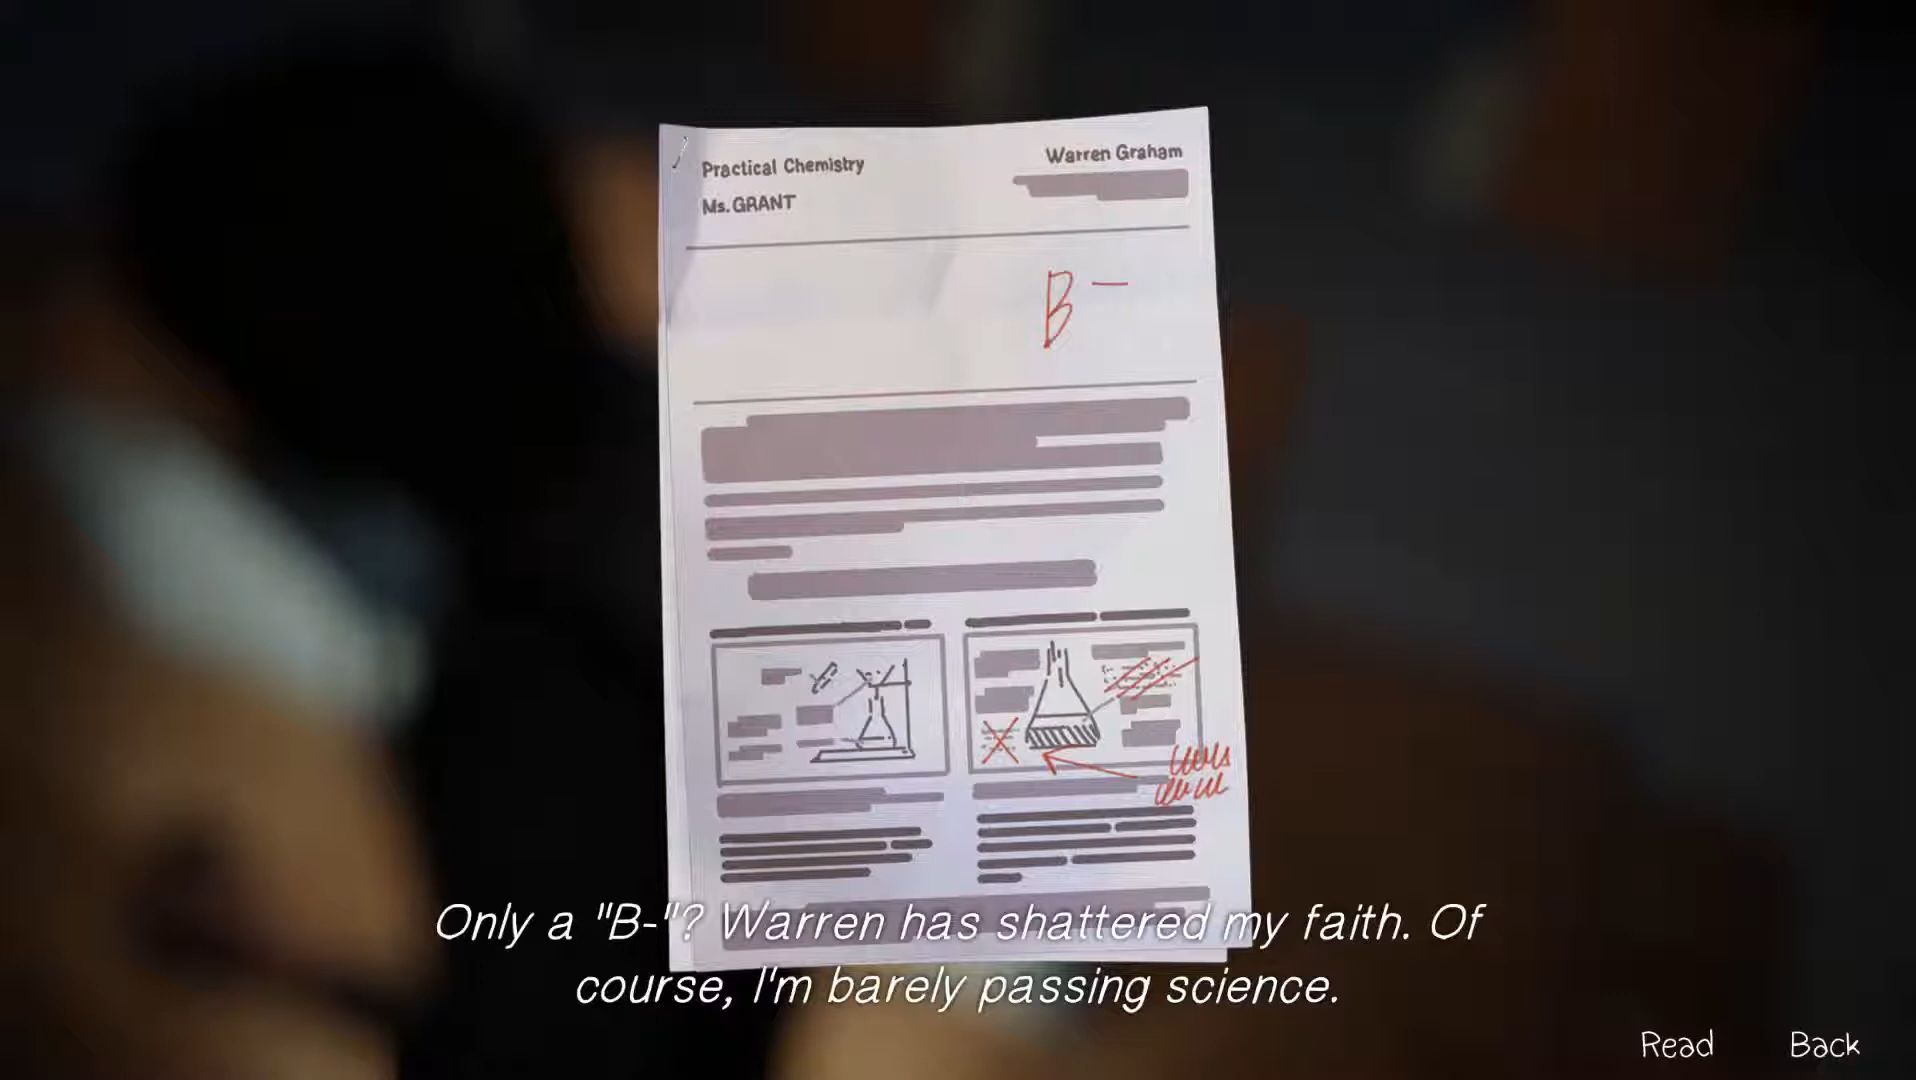 Practical Chemistry
Warren Graham
Ms. GRANT
B -
Only a "B-"? Warren has shattered my faith. Of
course, I'm barely passing science.
Read
Back